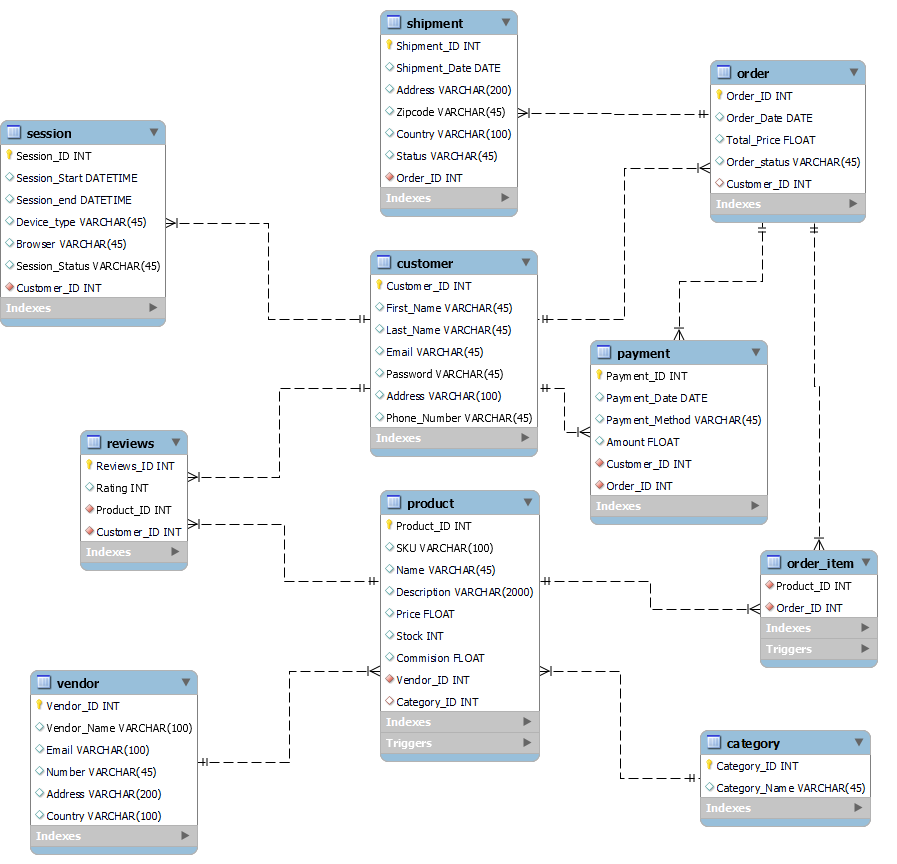 shipment
Shipment_ID INT
Shipment_Date DATE
Address VARCHAR(200)
Zipcode VARCHAR(45)
Country VARCHAR(100)
Status VARCHAR(45)
Order_ID INT
Indexes
order
Order_ID INT
Order_Date DATE
Total_Price FLOAT
Order_status VARCHAR(45)
Customer_ID INT
Indexes
session
Session_ID INT
Session_Start DATETIME
Session_end DATETIME
Device_type VARCHAR(45)
Browser VARCHAR(45)
Session_Status VARCHAR(45)
Customer_ID INT
Indexes
customer
Customer_ID INT
First_Name VARCHAR(45)
Last_Name VARCHAR(45)
Email VARCHAR(45)
Password VARCHAR(45)
Address VARCHAR(100)
Phone_Number VARCHAR(45)
Indexes
payment
Payment_ID INT
Payment_Date DATE
Payment_Method VARCHAR(45)
Amount FLOAT
Customer_ID INT
Order_ID INT
Indexes
reviews
Reviews_ID INT
Rating INT
Product_ID INT
Customer_ID INT
Indexes
product
Product_ID INT
SKU VARCHAR(100)
Name VARCHAR(45)
Description VARCHAR(2000)
Price FLOAT
Stock INT
Commision FLOAT
Vendor_ID INT
Category_ID INT
Indexes
Triggers
order_item
Product_ID INT
Order_ID INT
Indexes
Triggers
vendor
Vendor_ID INT
Vendor_Name VARCHAR(100)
Email VARCHAR(100)
Number VARCHAR(45)
Address VARCHAR(200)
Country VARCHAR(100)
Indexes
category
Category_ID INT
Category_Name VARCHAR(45)
Indexes